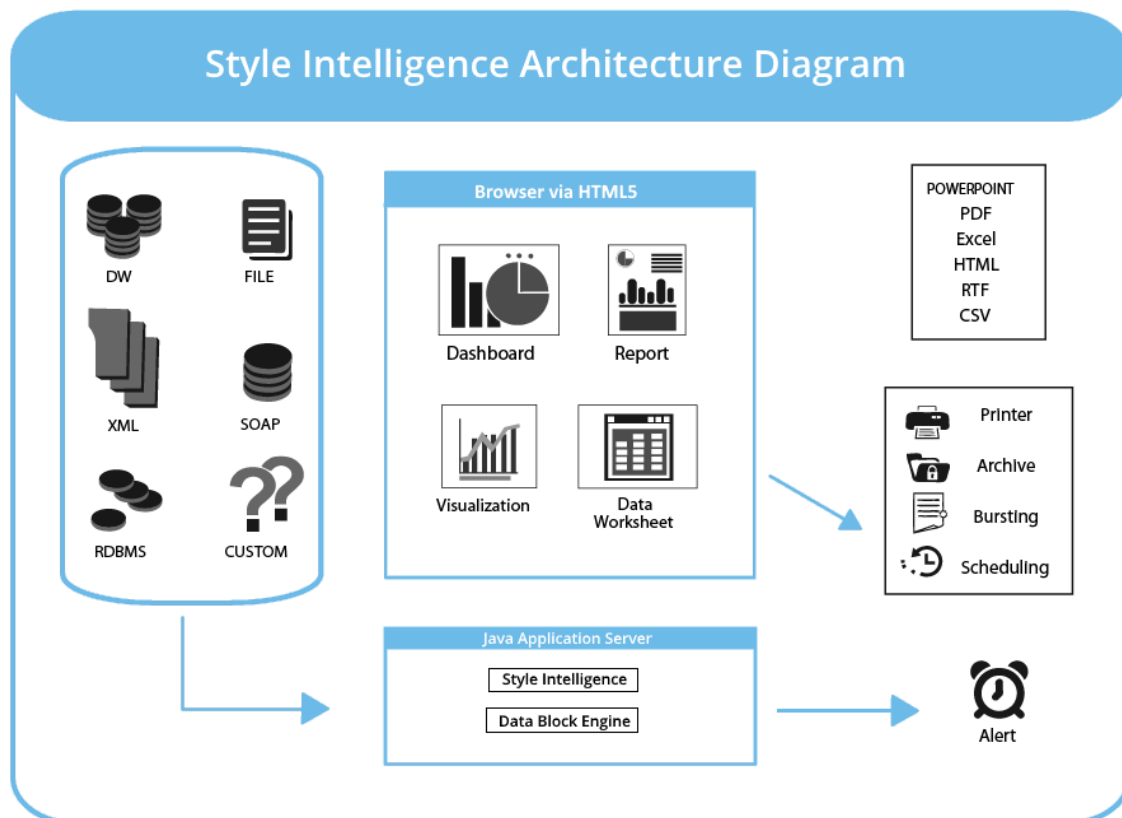 Style Intelligence Architecture Diagram
DW
FILE
XML
SOAP
RDBMS
CUSTOM
Browser via HTML5
Dashboard
Report
Visualization
Data
Worksheet
POWERPOINT
PDF
Excel
HTML
RTF
CSV
Printer
Archive
Bursting
Scheduling
Java Application Server
Style Intelligence
Data Block Engine
Alert